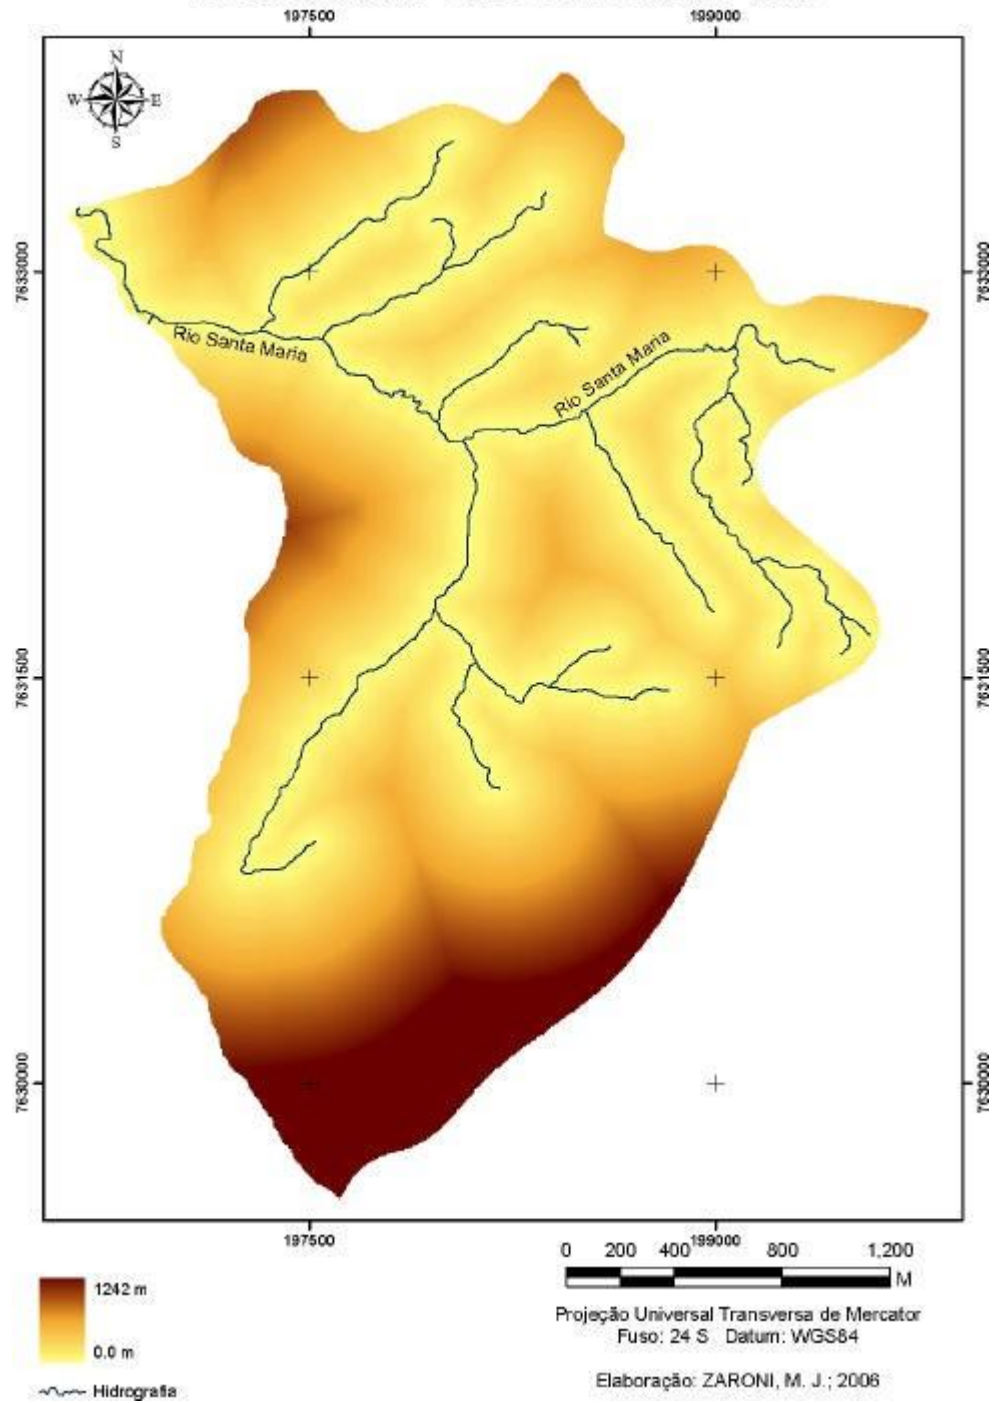 197500 199000
N
W E
S
7633000 7633000
Rio Santa Maria
Rio Santa Maria
7631500 7631500
7630000 7630000
197500 199000
0 200 400 800 1,200
M
1242 m
0.0 m
Hidrografia
Projeção Universal Transversa de Mercator
Fuso: 24 S Datum: WGS84
Elaboração: ZARONI, M. J.; 2006